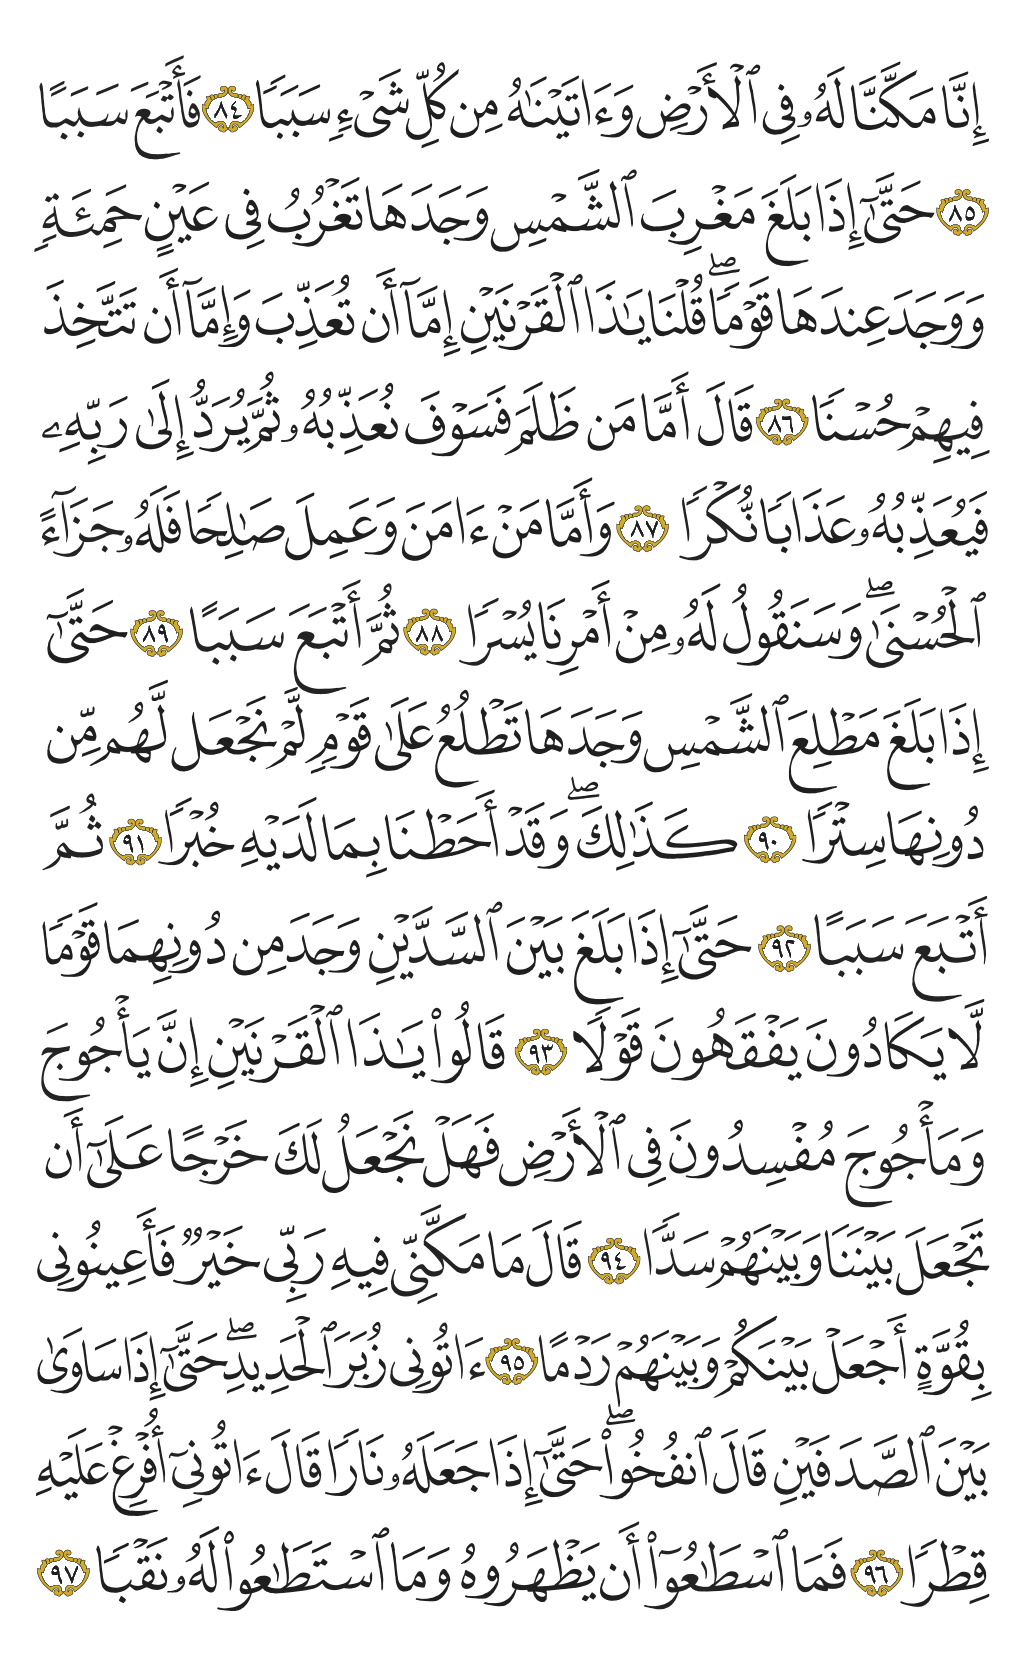 إِنَّا مَكَّنَّا لَهُۥ فِى ٱلْأَرْضِ وَءَاتَيْنَٰهُ مِن كُلِّ شَىْءٍ سَبَبًا ٨٤ فَأَتْبَعَ سَبَبًا
٨٥ حَتَّىٰٓ إِذَا بَلَغَ مَغْرِبَ ٱلشَّمْسِ وَجَدَهَا تَغْرُبُ فِى عَيْنٍ حَمِئَةٍ
وَوَجَدَ عِندَهَا قَوْمًا ۖ قُلْنَا يَٰذَا ٱلْقَرْنَيْنِ إِمَّآ أَن تُعَذِّبَ وَإِمَّآ أَن تَتَّخِذَ
فِيهِمْ حُسْنًا ٨٦ قَالَ أَمَّا مَن ظَلَمَ فَسَوْفَ نُعَذِّبُهُۥ ثُمَّ يُرَدُّ إِلَىٰ رَبِّهِۦ
فَيُعَذِّبُهُۥ عَذَابًا نُّكْرًا ٨٧ وَأَمَّا مَنْ ءَامَنَ وَعَمِلَ صَٰلِحًا فَلَهُۥ جَزَآءً
ٱلْحُسْنَىٰ ۖ وَسَنَقُولُ لَهُۥ مِنْ أَمْرِنَا يُسْرًا ٨٨ ثُمَّ أَتْبَعَ سَبَبًا ٨٩ حَتَّىٰٓ
إِذَا بَلَغَ مَطْلِعَ ٱلشَّمْسِ وَجَدَهَا تَطْلُعُ عَلَىٰ قَوْمٍ لَّمْ نَجْعَل لَّهُم مِّن
دُونِهَا سِتْرًا ٩٠ كَذَٰلِكَ ۖ وَقَدْ أَحَطْنَا بِمَا لَدَيْهِ خُبْرًا ٩١ ثُمَّ
أَتْبَعَ سَبَبًا ٩٢ حَتَّىٰٓ إِذَا بَلَغَ بَيْنَ ٱلسَّدَّيْنِ وَجَدَ مِن دُونِهِمَا قَوْمًا
لَّا يَكَادُونَ يَفْقَهُونَ قَوْلًا ٩٣ قَالُوا۟ يَٰذَا ٱلْقَرْنَيْنِ إِنَّ يَأْجُوجَ
وَمَأْجُوجَ مُفْسِدُونَ فِى ٱلْأَرْضِ فَهَلْ نَجْعَلُ لَكَ خَرْجًا عَلَىٰٓ أَن
تَجْعَلَ بَيْنَنَا وَبَيْنَهُمْ سَدًّا ٩٤ قَالَ مَا مَكَّنِّى فِيهِ رَبِّى خَيْرٌ فَأَعِينُونِى
بِقُوَّةٍ أَجْعَلْ بَيْنَكُمْ وَبَيْنَهُمْ رَدْمًا ٩٥ ءَاتُونِى زُبَرَ ٱلْحَدِيدِ ۖ حَتَّىٰٓ إِذَا سَاوَىٰ
بَيْنَ ٱلصَّدَفَيْنِ قَالَ ٱنفُخُوا۟ ۖ حَتَّىٰٓ إِذَا جَعَلَهُۥ نَارًا قَالَ ءَاتُونِىٓ أُفْرِغْ عَلَيْهِ
قِطْرًا ٩٦ فَمَا ٱسْطَٰعُوٓا۟ أَن يَظْهَرُوهُ وَمَا ٱسْتَطَٰعُوا۟ لَهُۥ نَقْبًا ٩٧